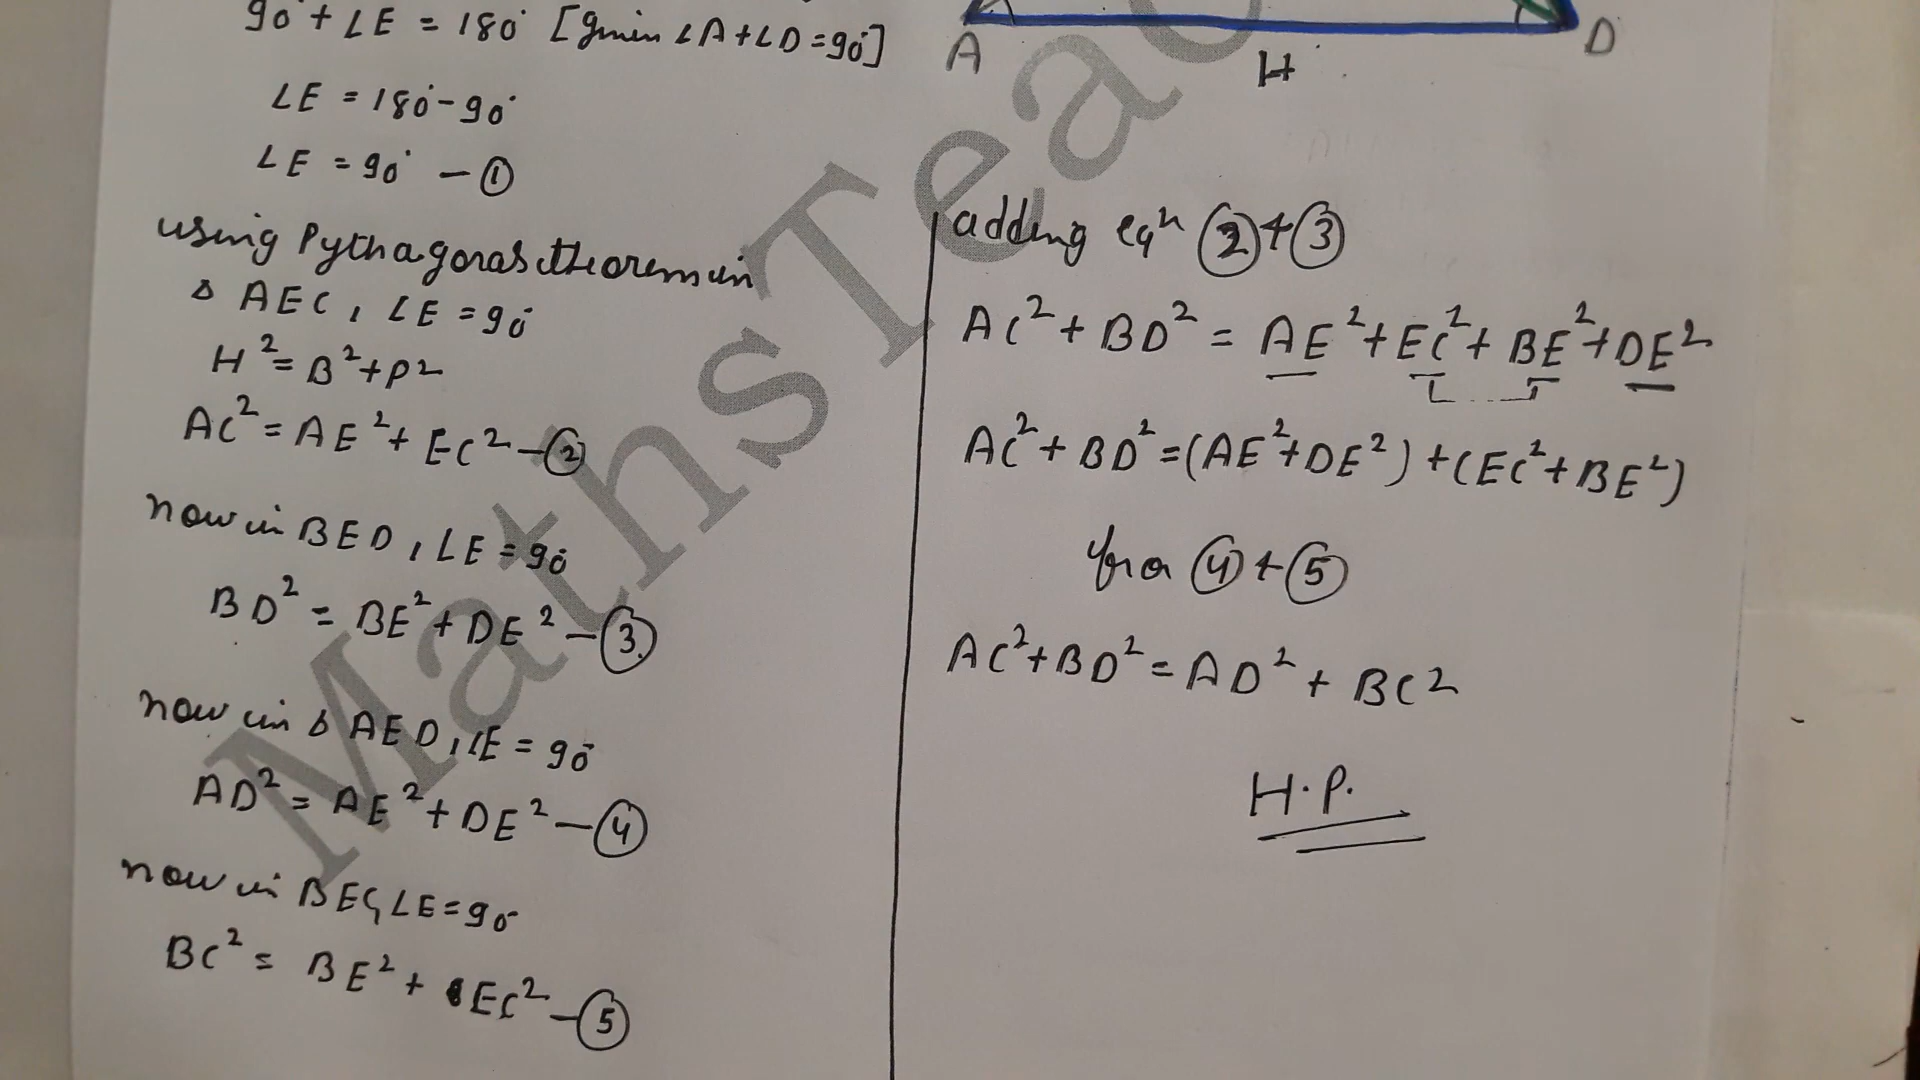 90° + ∠E = 180° [given ∠A+∠D=90°]
∠E = 180°-90°
∠E = 90° — ①
using Pythagoras theorem in
Δ AEC, ∠E = 90°
H² = B²+P²
AC² = AE² + EC² — ②
now in BED, ∠E = 90°
BD² = BE² + DE² — ③
now in Δ AED, ∠E = 90°
AD² = AE² + DE² — ④
now in BEC, ∠E = 90°
BC² = BE² + EC² — ⑤
A
H
D
adding eqn ② + ③
AC² + BD² = AE² + EC² + BE² + DE²
AC² + BD² = (AE² + DE²) + (EC² + BE²)
④ + ⑤
AC² + BD² = AD² + BC²
H.P.